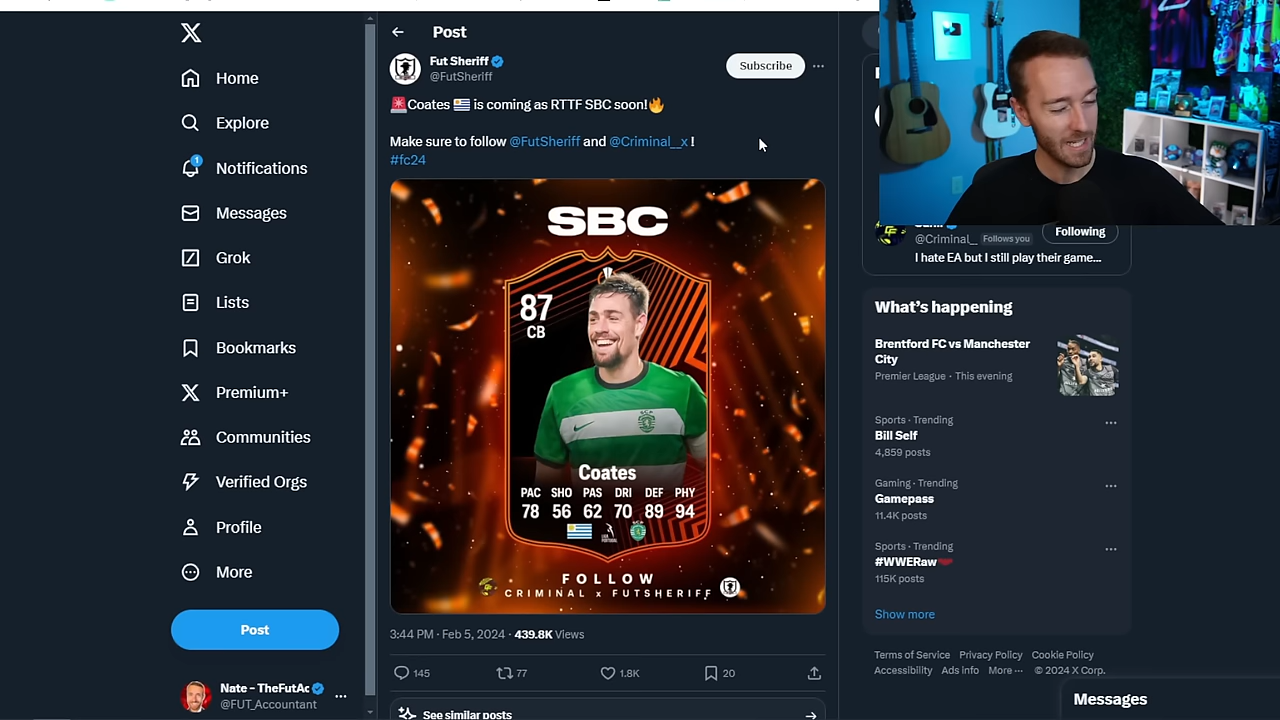 Home
Explore
1
Notifications
Messages
Grok
Lists
Bookmarks
Premium+
Communities
Verified Orgs
Profile
More
Post
Nate - TheFutAc
@FUT_Accountant
Post
Fut Sheriff
@FutSheriff
Subscribe
Coates is coming as RTTF SBC soon!
Make sure to follow @FutSheriff and @Criminal__x !
#fc24
SBC
87
CB
Coates
PAC SHO PAS DRI DEF PHY
78 56 62 70 89 94
FOLLOW
CRIMINAL x FUTSHERIFF
3:44 PM · Feb 5, 2024 · 439.8K Views
145 77 1.8K 20
See similar posts
@Criminal__ Follows you
Following
I hate EA but I still play their game...
What's happening
Brentford FC vs Manchester
City
Premier League · This evening
Sports · Trending
Bill Self
4,859 posts
Gaming · Trending
Gamepass
11.4K posts
Sports · Trending
#WWERaw
115K posts
Show more
Terms of Service Privacy Policy Cookie Policy
Accessibility Ads info More ··· © 2024 X Corp.
Messages